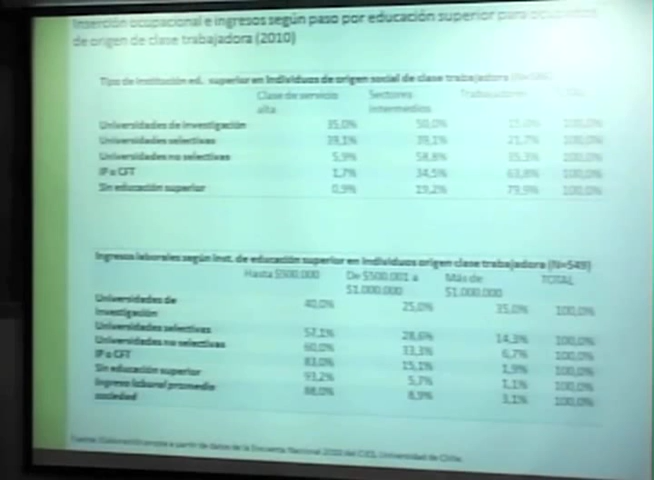 Inserción ocupacional e ingresos según paso por educación superior para
de origen de clase trabajadora (2010)
Tipo de institución ed. superior en individuos de origen social de clase trabajadora
Clase de servicio alta Sectores intermedios Trabajadores
Universidades de investigación 35,0% 50,0% 15,0% 100,0%
Universidades selectivas 39,1% 39,1% 21,7% 100,0%
Universidades no selectivas 5,9% 58,8% 35,3% 100,0%
IP o CFT 1,7% 34,5% 63,8% 100,0%
Sin educación superior 0,9% 19,2% 79,9% 100,0%
Ingresos laborales según inst. de educación superior en individuos origen clase trabajadora (N=549)
Hasta $500.000 De $500.001 a $1.000.000 Más de $1.000.000 TOTAL
Universidades de investigación 40,0% 25,0% 35,0% 100,0%
Universidades selectivas 57,1% 28,6% 14,3% 100,0%
Universidades no selectivas 60,0% 33,3% 6,7% 100,0%
IP o CFT 83,0% 15,1% 1,9% 100,0%
Sin educación superior 93,2% 5,7% 1,1% 100,0%
Ingreso laboral promedio sociedad 88,0% 8,9% 3,1% 100,0%
Fuente: Elaboración propia a partir de datos de la Encuesta Nacional 2010 del CIES, Universidad de Chile.